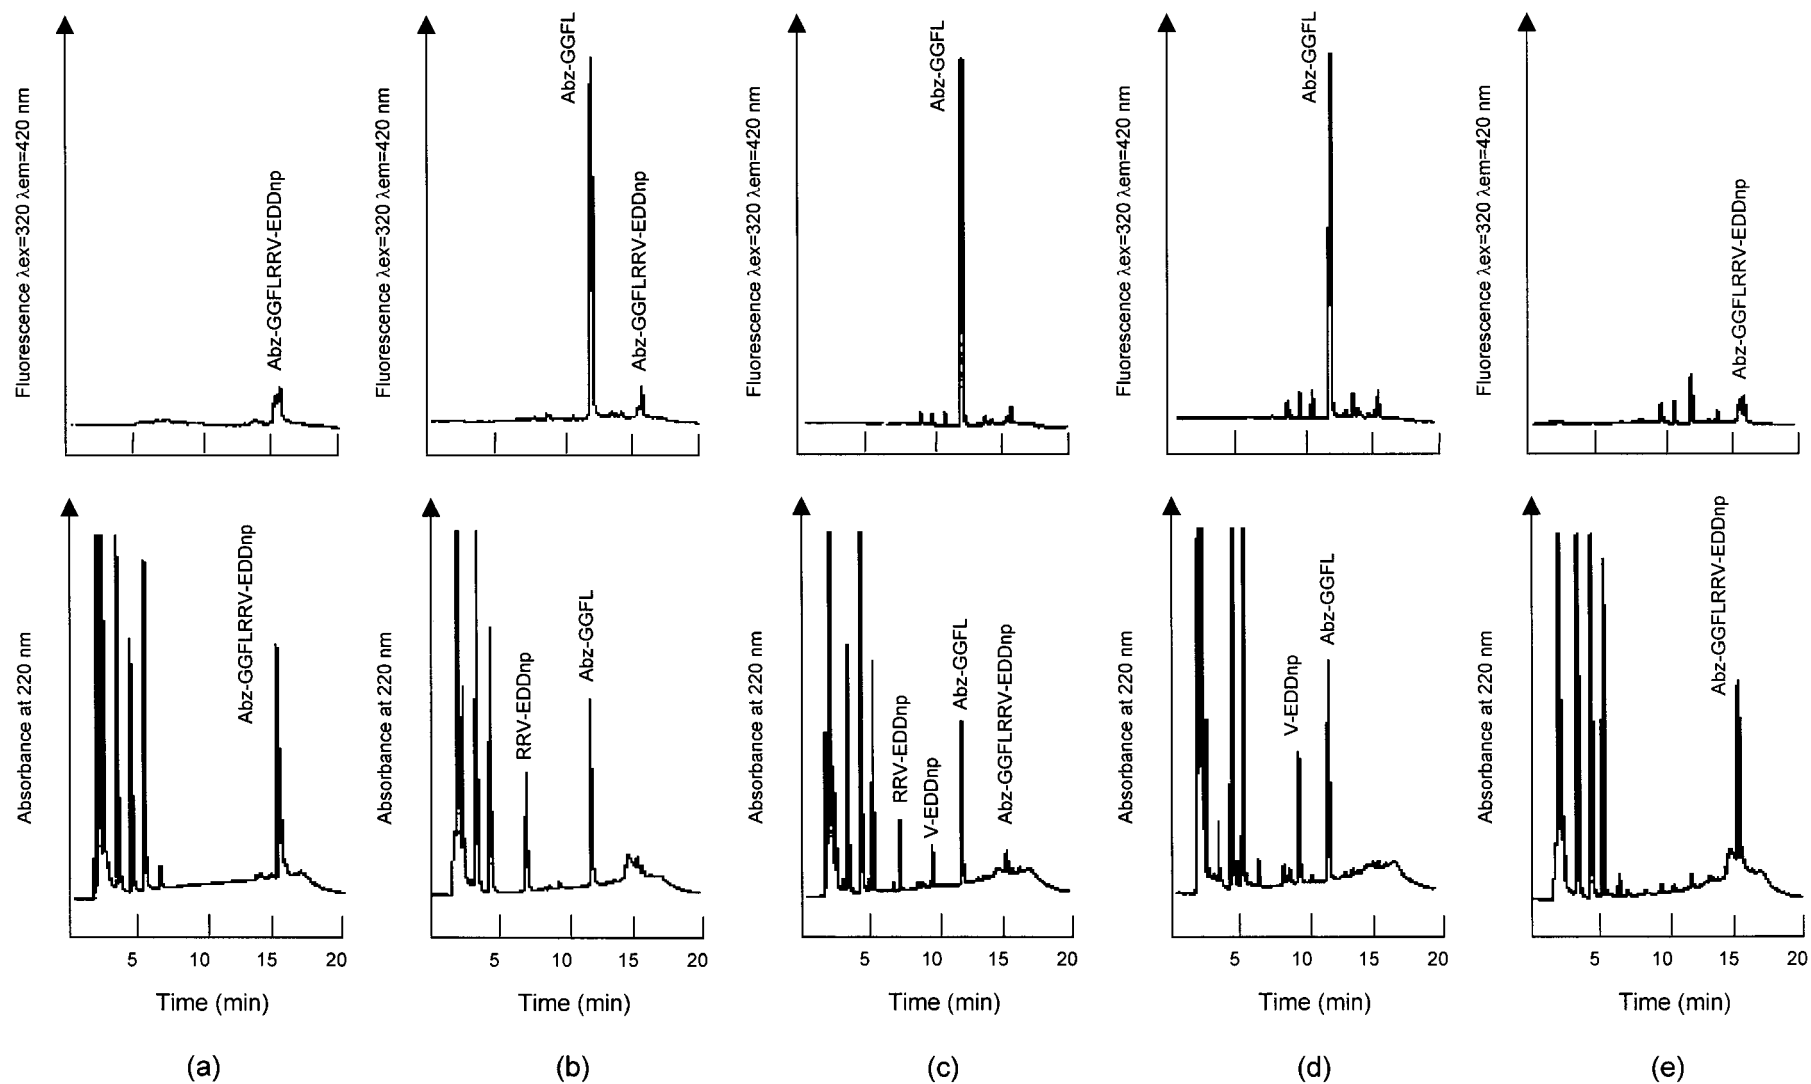 Fluorescence λex=320 λem=420 nm
Abz-GGFLRRV-EDDnp
Fluorescence λex=320 λem=420 nm
Abz-GGFL
Abz-GGFLRRV-EDDnp
Fluorescence λex=320 λem=420 nm
Abz-GGFL
Fluorescence λex=320 λem=420 nm
Abz-GGFL
Fluorescence λex=320 λem=420 nm
Abz-GGFLRRV-EDDnp
Absorbance at 220 nm
Abz-GGFLRRV-EDDnp
Absorbance at 220 nm
RRV-EDDnp
Abz-GGFL
Absorbance at 220 nm
RRV-EDDnp
V-EDDnp
Abz-GGFL
Abz-GGFLRRV-EDDnp
Absorbance at 220 nm
V-EDDnp
Abz-GGFL
Absorbance at 220 nm
Abz-GGFLRRV-EDDnp
5 10 15 20
5 10 15 20
5 10 15 20
5 10 15 20
5 10 15 20
Time (min)
Time (min)
Time (min)
Time (min)
Time (min)
(a)
(b)
(c)
(d)
(e)